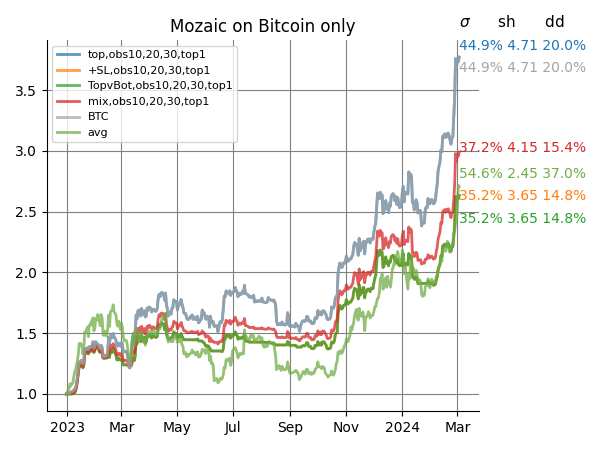 Mozaic on Bitcoin only
σ sh dd
top,obs10,20,30,top1
+SL,obs10,20,30,top1
TopvBot,obs10,20,30,top1
mix,obs10,20,30,top1
BTC
avg
44.9% 4.71 20.0%
44.9% 4.71 20.0%
37.2% 4.15 15.4%
54.6% 2.45 37.0%
35.2% 3.65 14.8%
35.2% 3.65 14.8%
3.5
3.0
2.5
2.0
1.5
1.0
2023 Mar May Jul Sep Nov 2024 Mar